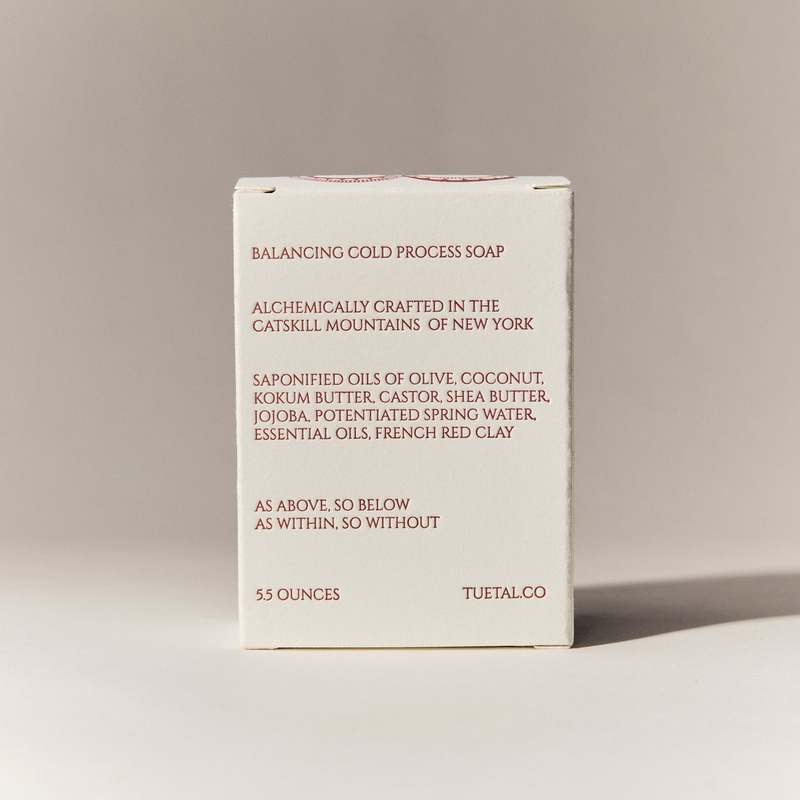 BALANCING COLD PROCESS SOAP
ALCHEMICALLY CRAFTED IN THE
CATSKILL MOUNTAINS OF NEW YORK
SAPONIFIED OILS OF OLIVE, COCONUT,
KOKUM BUTTER, CASTOR, SHEA BUTTER,
JOJOBA, POTENTIATED SPRING WATER,
ESSENTIAL OILS, FRENCH RED CLAY
AS ABOVE, SO BELOW
AS WITHIN, SO WITHOUT
5.5 OUNCES
TUETAL.CO